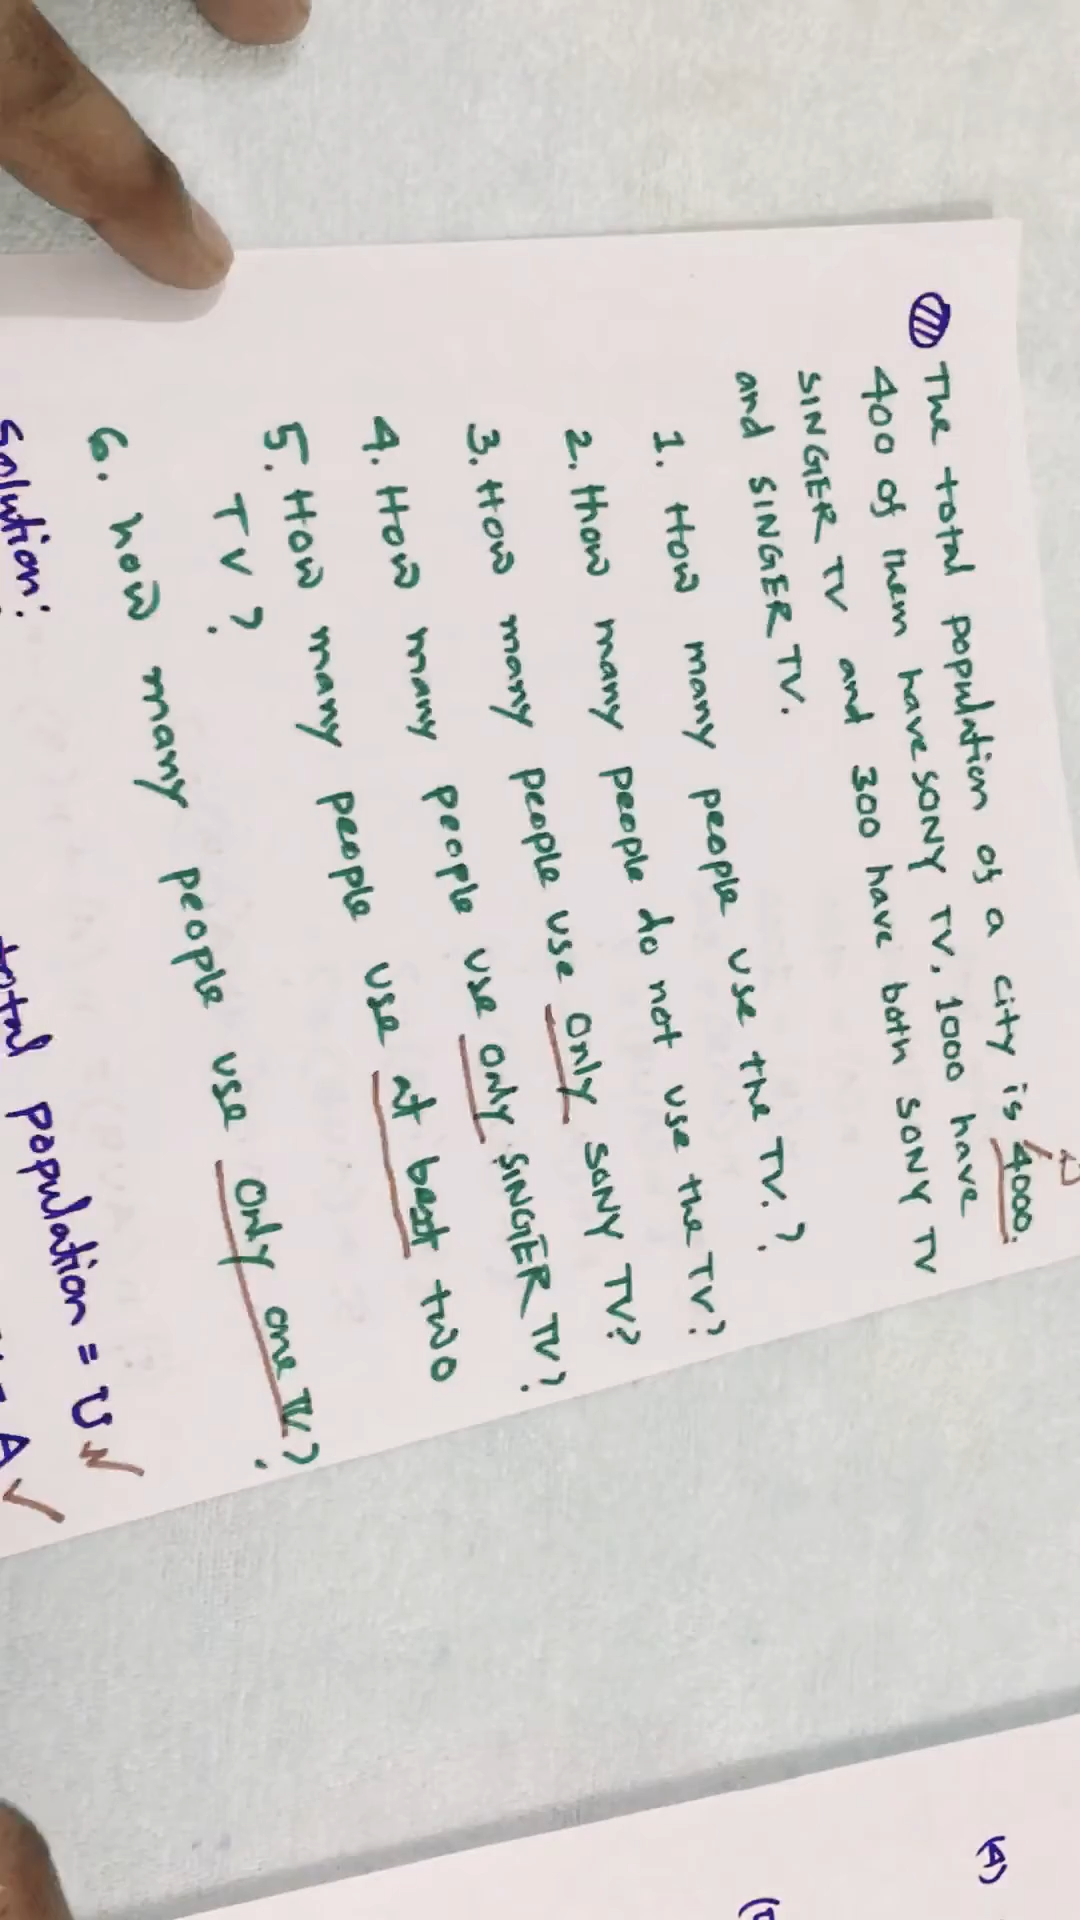 The total population of a city is 4000.
400 of them have SONY TV. 1000 have
SINGER TV and 300 have both SONY TV
and SINGER TV.
1. How many people use the TV.?
2. How many people do not use the TV?
3. How many people use only SONY TV?
4. How many people use only SINGER TV?
5. How many people use at best two
TV?
6. how many people use only one TV?
Solution:
total population = U
= A
(A)